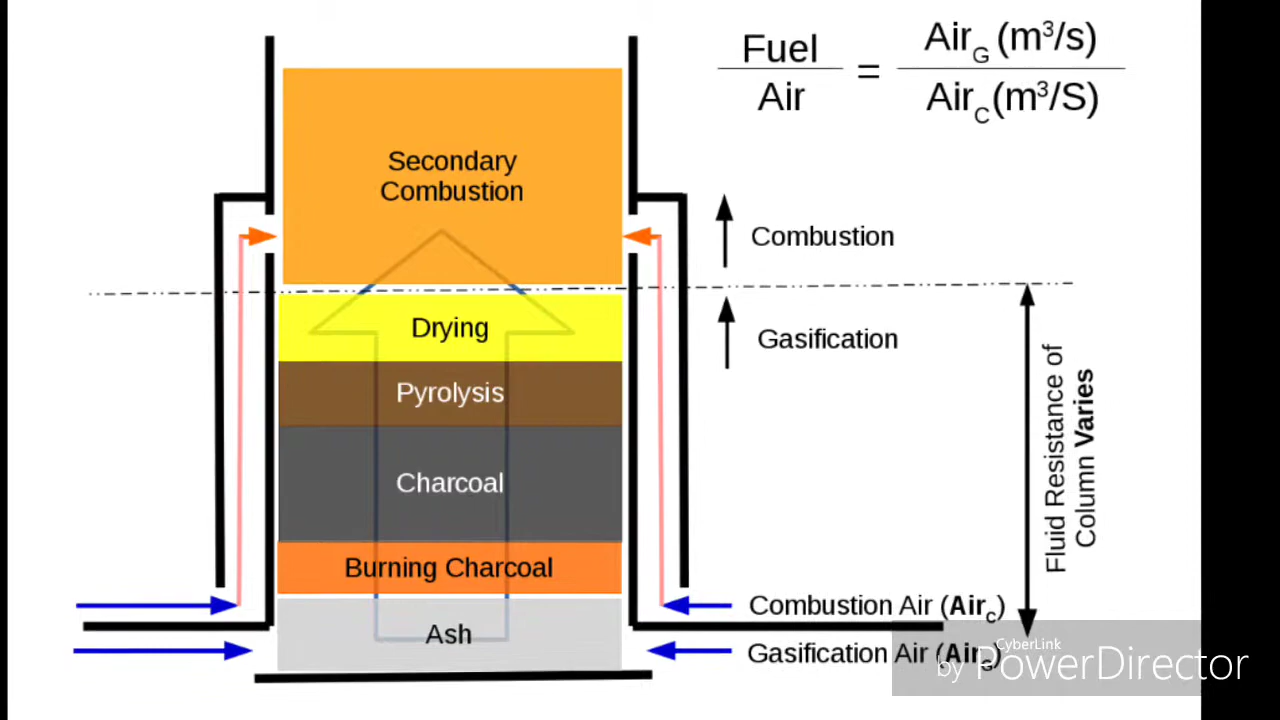 Fuel
Air
=
Air_G (m³/s)
Air_C(m³/S)
Secondary
Combustion
Combustion
Drying
Gasification
Pyrolysis
Charcoal
Burning Charcoal
Ash
Fluid Resistance of
Column Varies
Combustion Air (Air_C)
Gasification Air (Air_G)
CyberLink
by PowerDirector